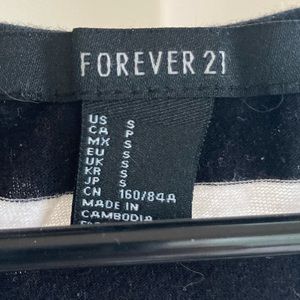 FOREVER 21
US S
CA P
MX S
EU S
UK S
KR S
JP S
CN 160/84A
MADE IN
CAMBODIA